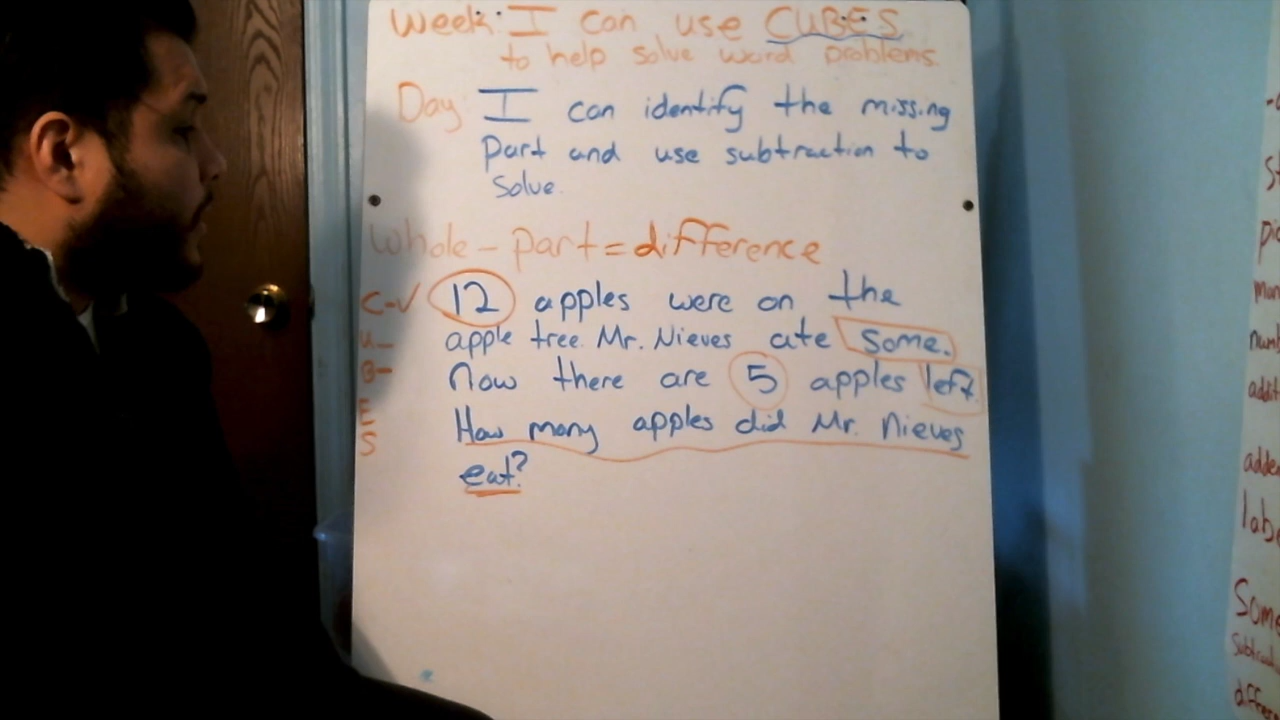 Week: I can use CUBES
to help solve word problems.
Day: I can identify the missing
part and use subtraction to
solve.
whole - part = difference
C-✓ 12 apples were on the
U_ apple tree. Mr. Nieves ate some.
B- Now there are 5 apples left.
E How many apples did Mr. Nieves
S
eat?